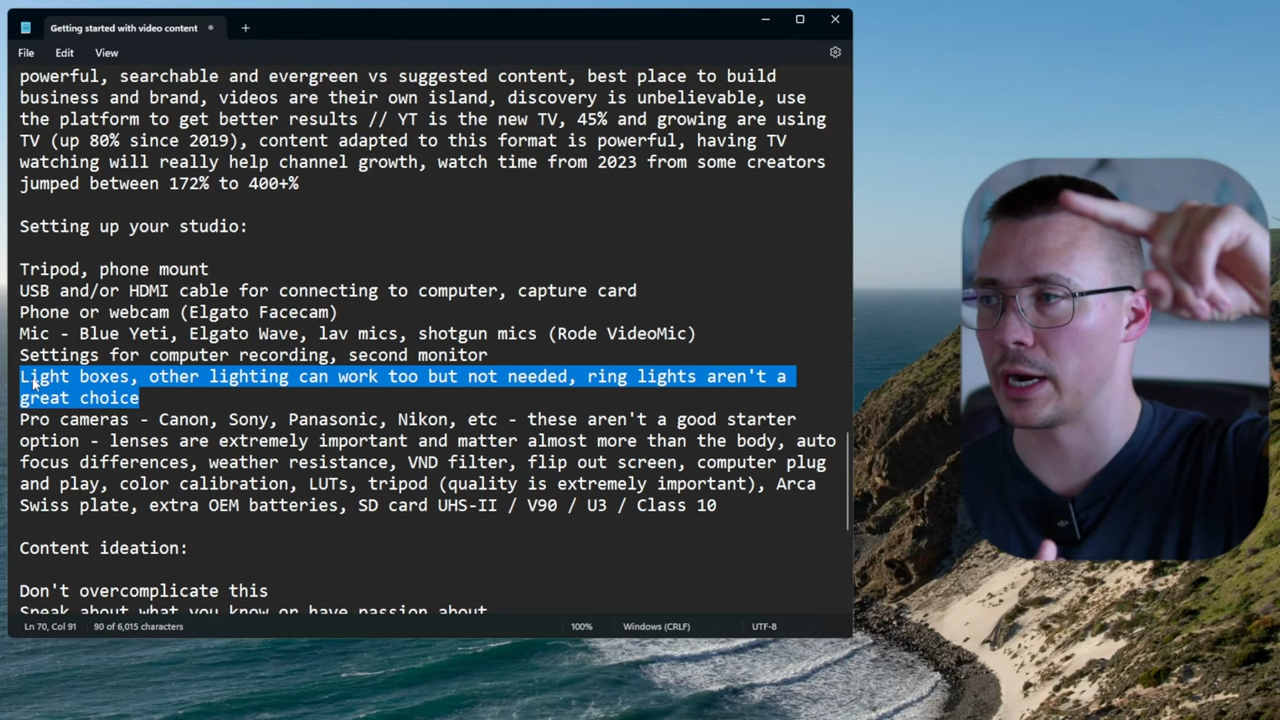 Getting started with video content
File Edit View
powerful, searchable and evergreen vs suggested content, best place to build
business and brand, videos are their own island, discovery is unbelievable, use
the platform to get better results // YT is the new TV, 45% and growing are using
TV (up 80% since 2019), content adapted to this format is powerful, having TV
watching will really help channel growth, watch time from 2023 from some creators
jumped between 172% to 400+%
Setting up your studio:
Tripod, phone mount
USB and/or HDMI cable for connecting to computer, capture card
Phone or webcam (Elgato Facecam)
Mic - Blue Yeti, Elgato Wave, lav mics, shotgun mics (Rode VideoMic)
Settings for computer recording, second monitor
Light boxes, other lighting can work too but not needed, ring lights aren't a
great choice
Pro cameras - Canon, Sony, Panasonic, Nikon, etc - these aren't a good starter
option - lenses are extremely important and matter almost more than the body, auto
focus differences, weather resistance, VND filter, flip out screen, computer plug
and play, color calibration, LUTs, tripod (quality is extremely important), Arca
Swiss plate, extra OEM batteries, SD card UHS-II / V90 / U3 / Class 10
Content ideation:
Don't overcomplicate this
Speak about what you know or have passion about
Ln 70, Col 91 90 of 6,015 characters 100% Windows (CRLF) UTF-8